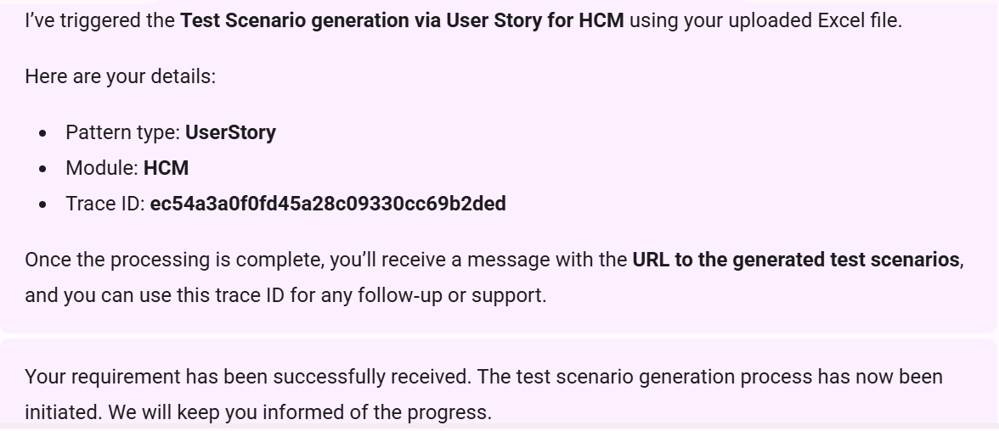 I’ve triggered the Test Scenario generation via User Story for HCM using your uploaded Excel file.
Here are your details:
• Pattern type: UserStory
• Module: HCM
• Trace ID: ec54a3a0f0fd45a28c09330cc69b2ded
Once the processing is complete, you’ll receive a message with the URL to the generated test scenarios,
and you can use this trace ID for any follow-up or support.
Your requirement has been successfully received. The test scenario generation process has now been
initiated. We will keep you informed of the progress.